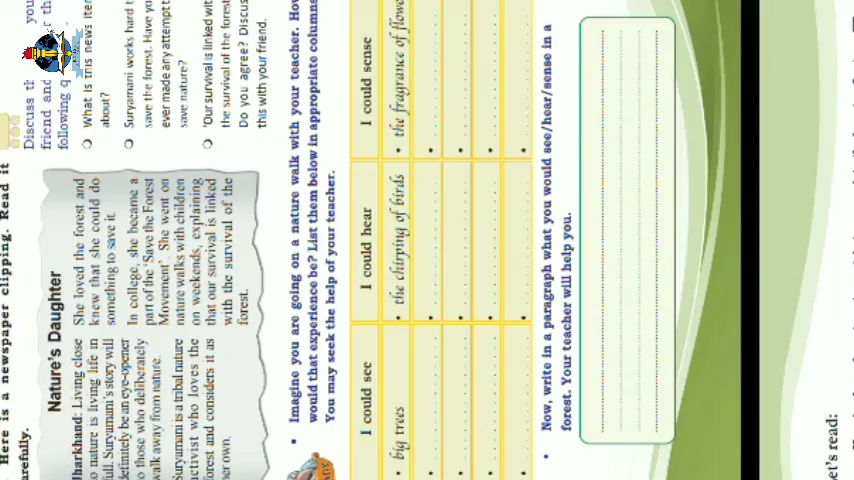 Here is a newspaper clipping. Read it
carefully.
Nature's Daughter
Jharkhand: Living close
to nature is living life in
full. Suryamani's story will
definitely be an eye-opener
to those who deliberately
walk away from nature.
Suryamani is a tribal nature
activist who loves the
forest and considers it as
her own.
She loved the forest and
knew that she could do
something to save it.
In college, she became a
part of the 'Save the Forest
Movement'. She went on
nature walks with children
on weekends, explaining
that our survival is linked
with the survival of the
forest.
Discuss you
friend and th
following q
What is this news iter
about?
Suryamani works hard t
save the forest. Have yo
ever made any attempt t
save nature?
'Our survival is linked wit
the survival of the forest
Do you agree? Discus
this with your friend.
• Imagine you are going on a nature walk with your teacher. Ho
would that experience be? List them below in appropriate columns
You may seek the help of your teacher.
I could see I could hear I could sense
• big trees • the chirping of birds • the fragrance of flowe
• Now, write in a paragraph what you would see/hear/sense in a
forest. Your teacher will help you.
et's read: